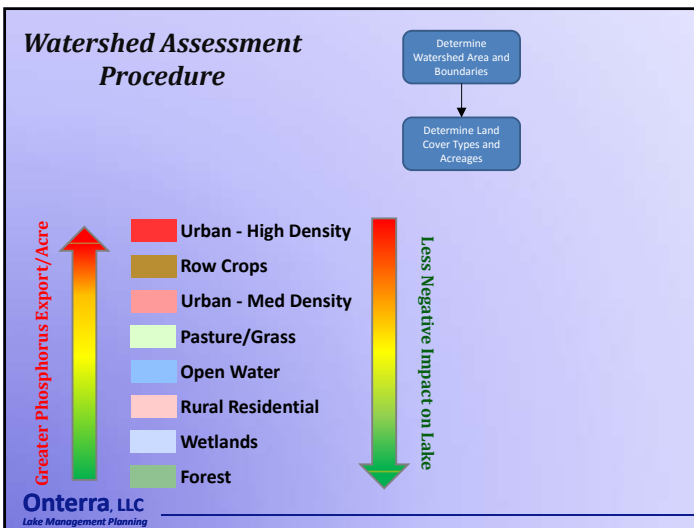 Watershed Assessment
Procedure
Determine
Watershed Area and
Boundaries
Determine Land
Cover Types and
Acreages
Greater Phosphorus Export/Acre
Urban - High Density
Row Crops
Urban - Med Density
Pasture/Grass
Open Water
Rural Residential
Wetlands
Forest
Less Negative Impact on Lake
Onterra, LLC
Lake Management Planning